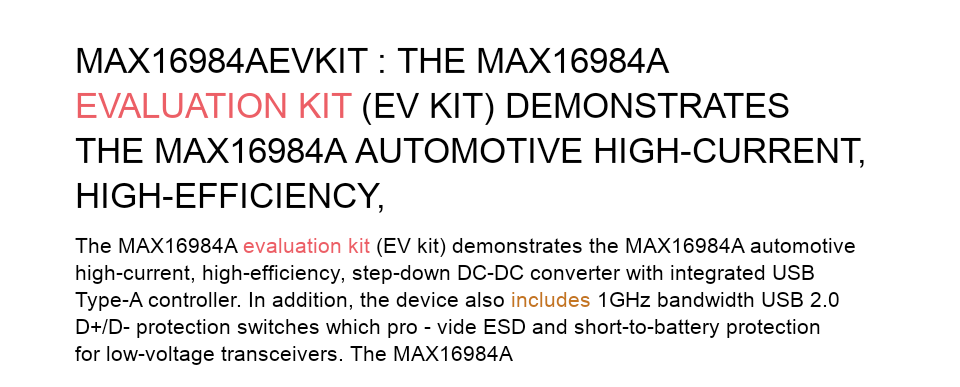 MAX16984AEVKIT : THE MAX16984A
EVALUATION KIT (EV KIT) DEMONSTRATES
THE MAX16984A AUTOMOTIVE HIGH-CURRENT,
HIGH-EFFICIENCY,
The MAX16984A evaluation kit (EV kit) demonstrates the MAX16984A automotive
high-current, high-efficiency, step-down DC-DC converter with integrated USB
Type-A controller. In addition, the device also includes 1GHz bandwidth USB 2.0
D+/D- protection switches which pro - vide ESD and short-to-battery protection
for low-voltage transceivers. The MAX16984A